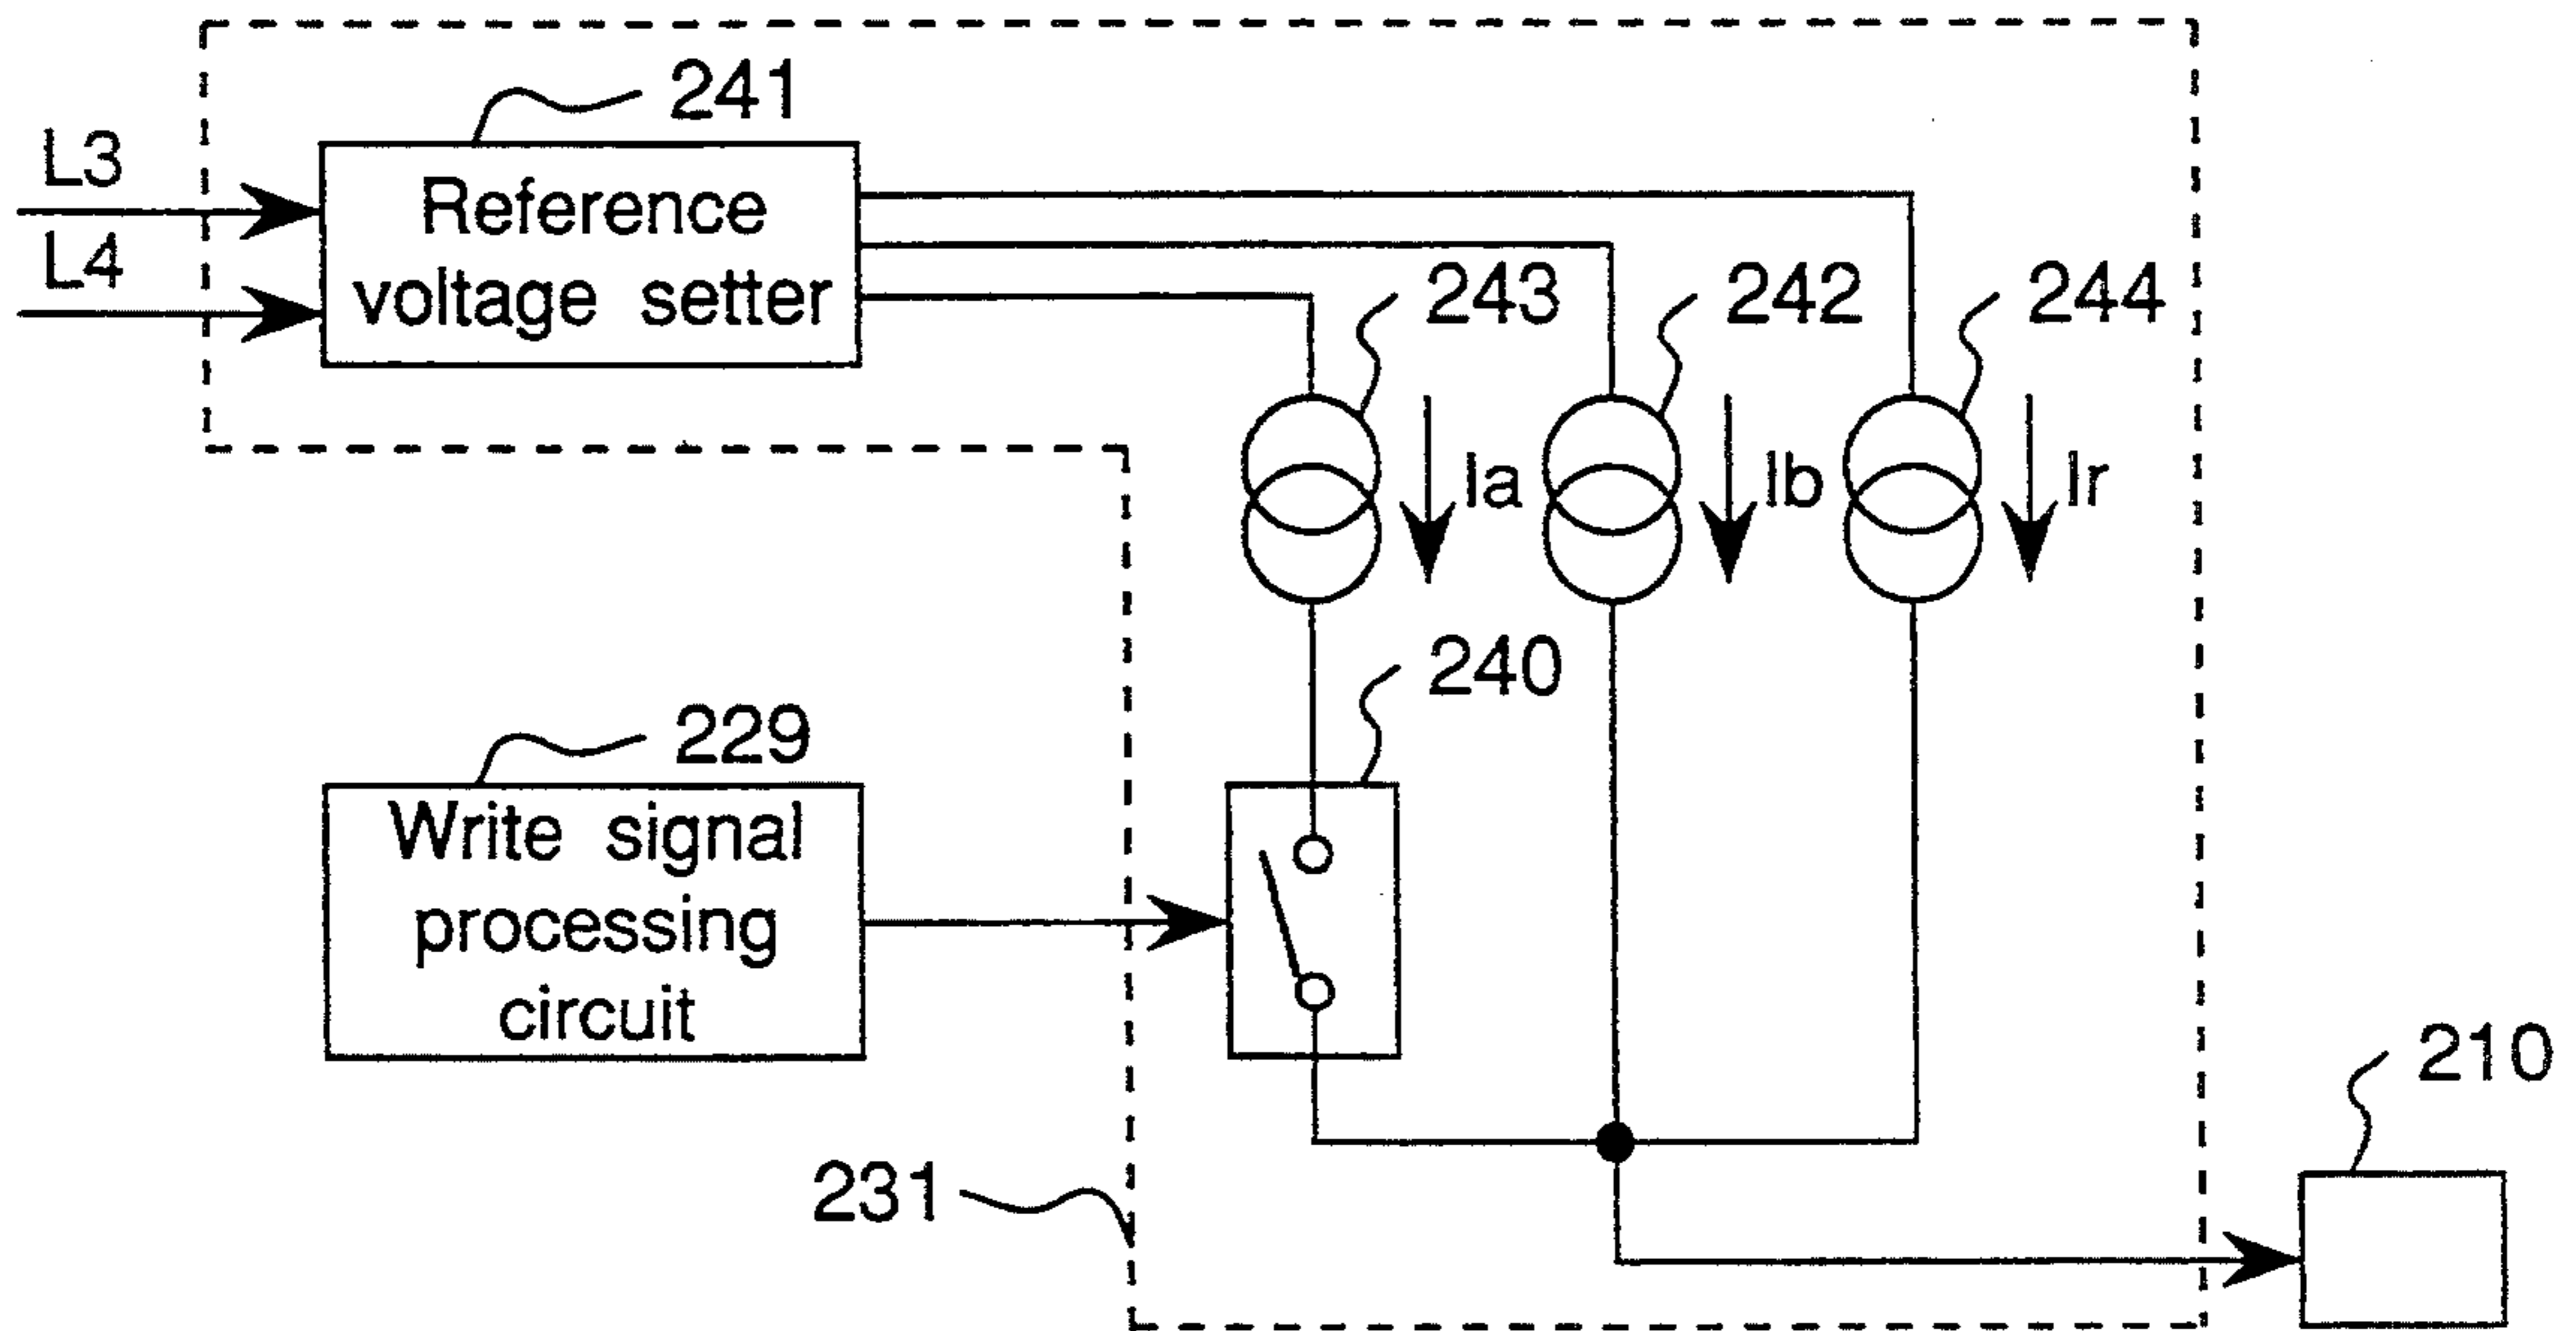 241
L3
Reference
L4
voltage setter
243
242
244
Ia
Ib
Ir
240
229
Write signal
processing
circuit
210
231